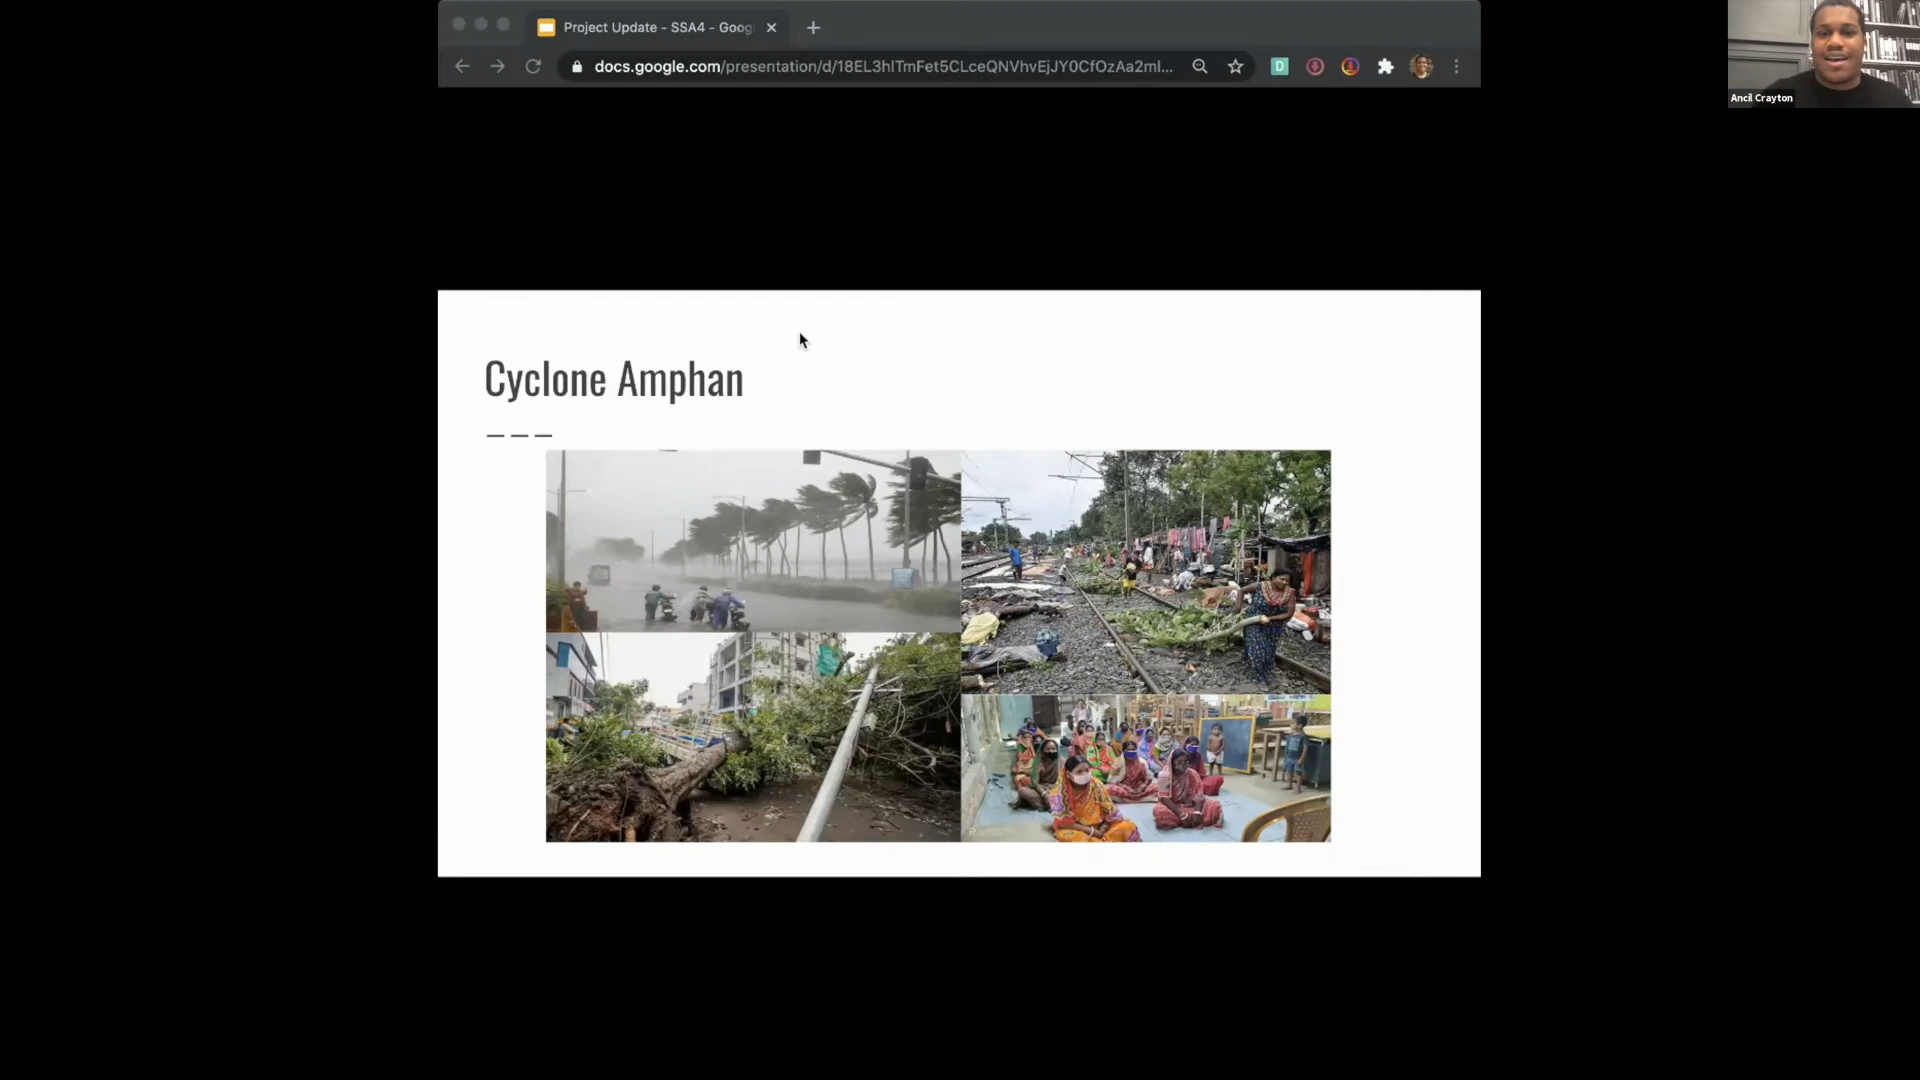 Project Update - SSA4 - Goog
docs.google.com/presentation/d/18EL3hlTmFet5CLceQNVhvEjJY0CfOzAa2ml...
D
Ancil Crayton
Cyclone Amphan
R